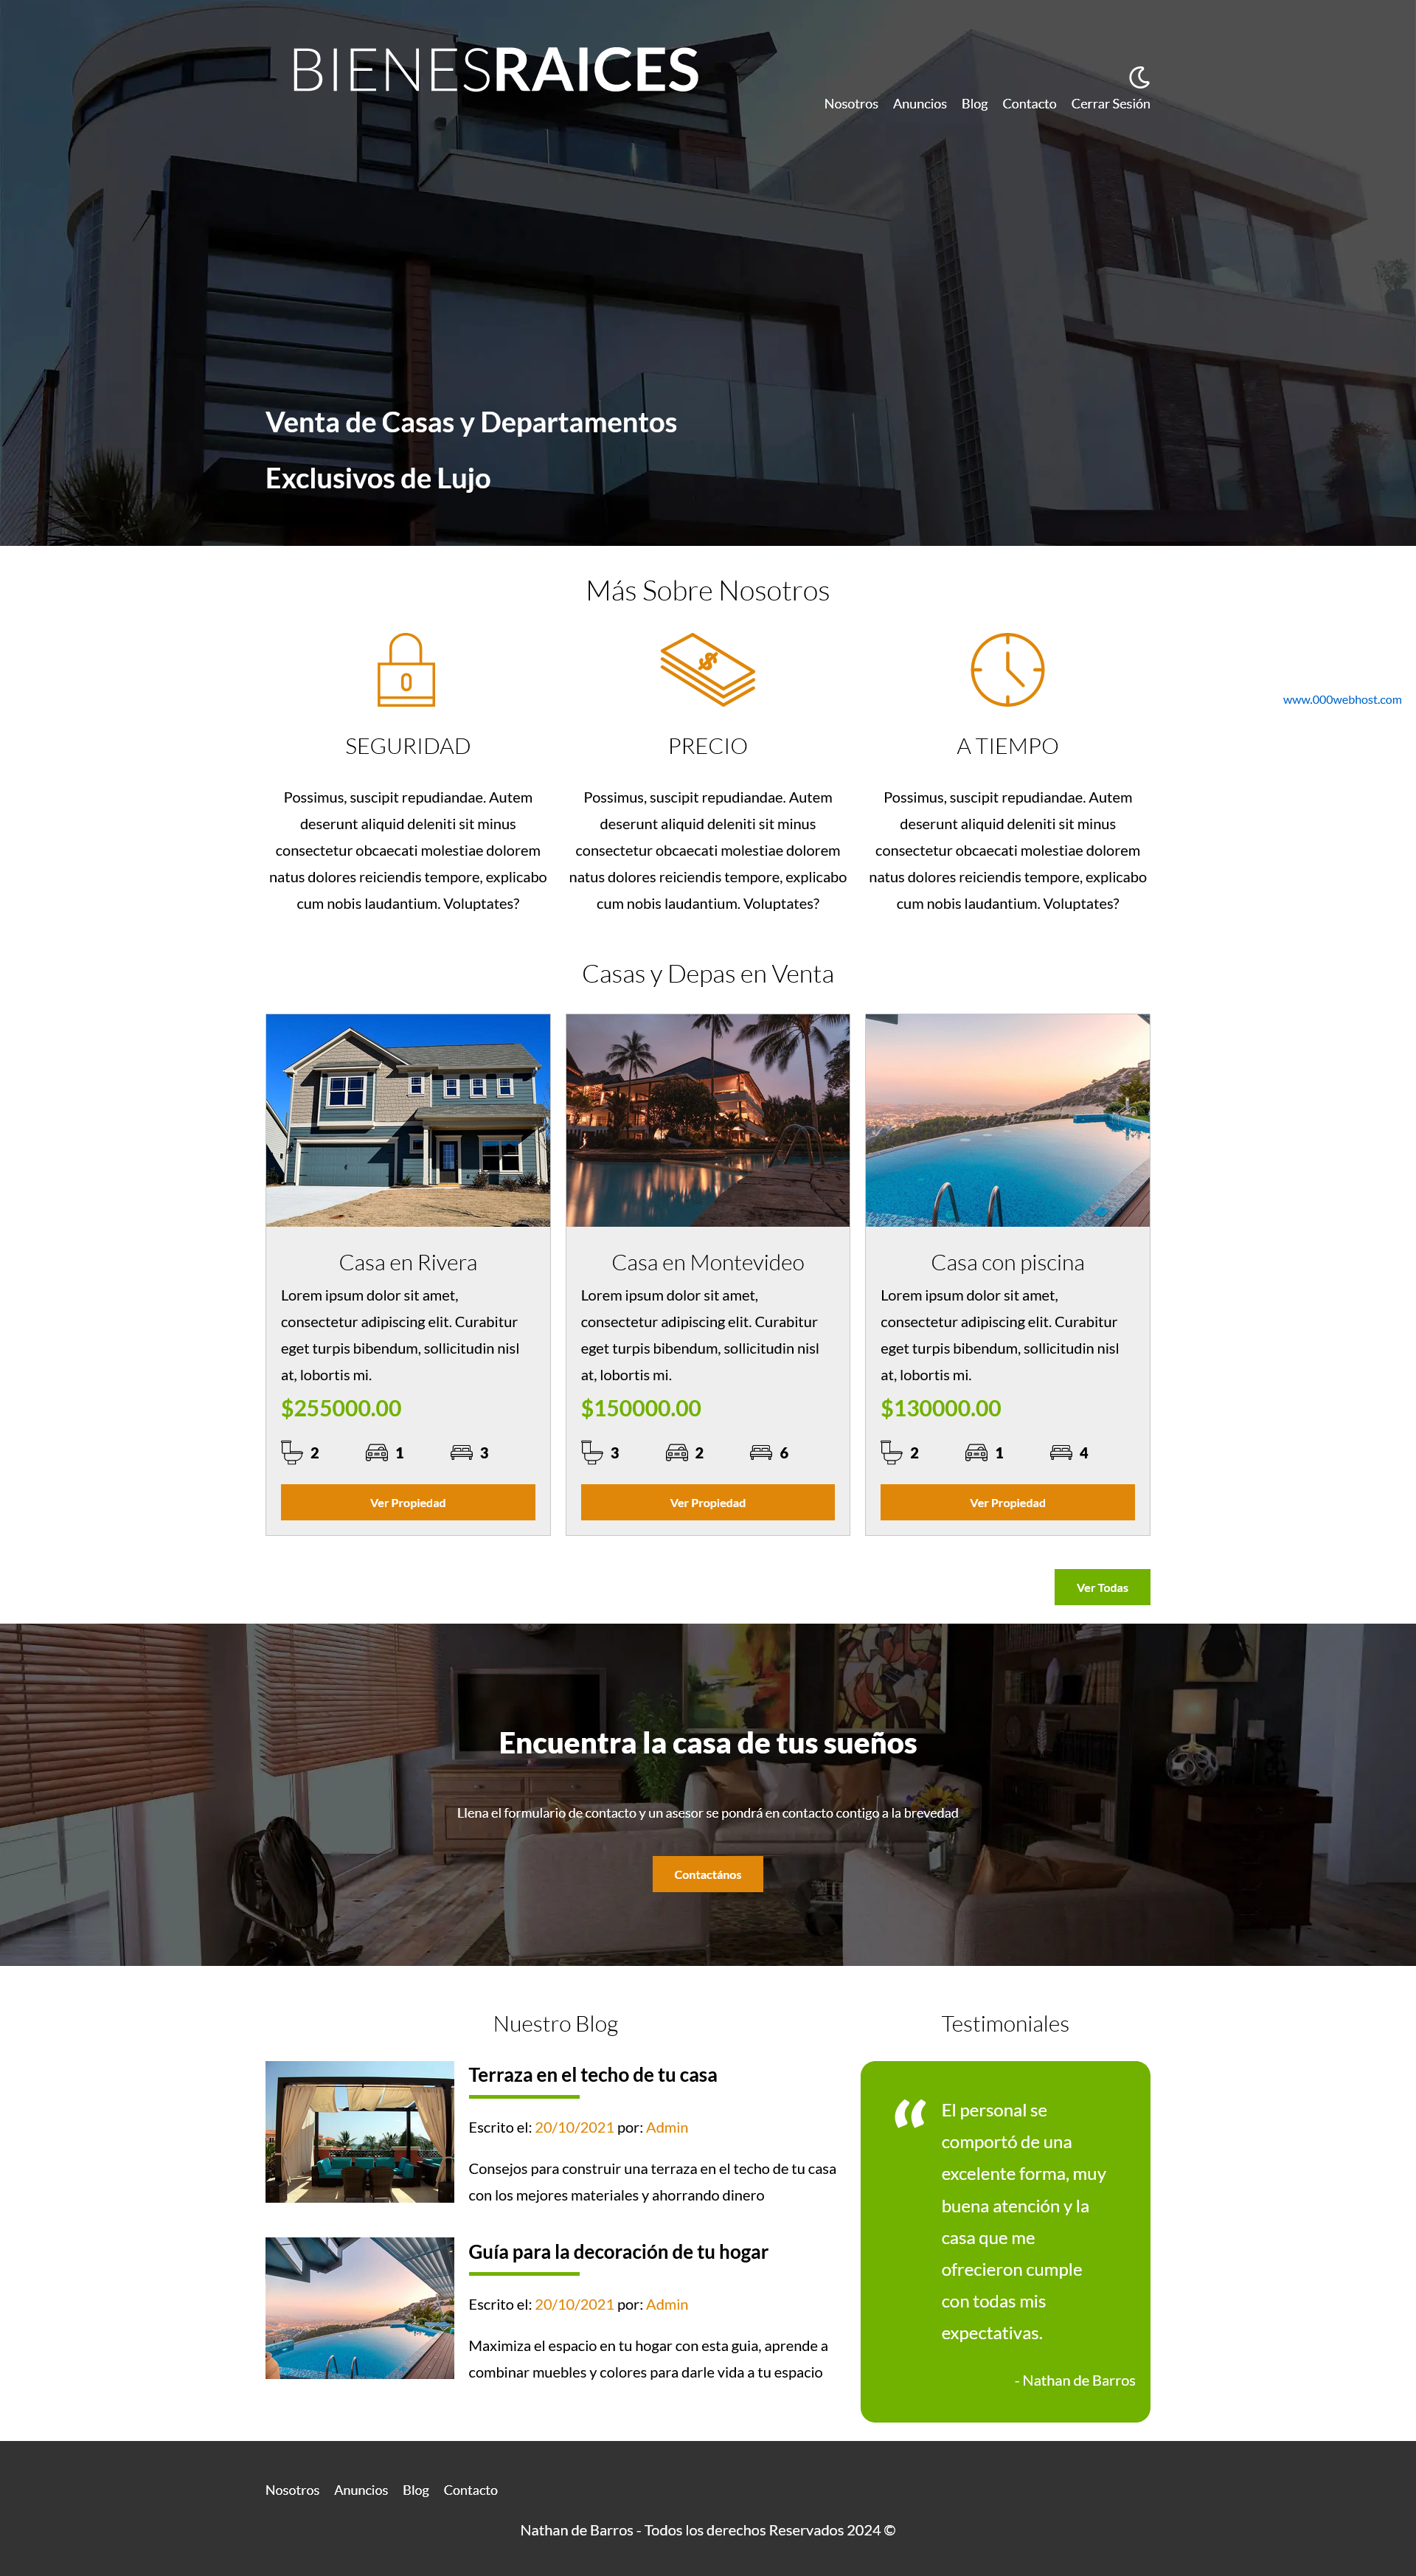 BIENESRAICES
Nosotros Anuncios Blog Contacto Cerrar Sesión
Venta de Casas y Departamentos
Exclusivos de Lujo
Más Sobre Nosotros
www.000webhost.com
SEGURIDAD
Possimus, suscipit repudiandae. Autem
deserunt aliquid deleniti sit minus
consectetur obcaecati molestiae dolorem
natus dolores reiciendis tempore, explicabo
cum nobis laudantium. Voluptates?
PRECIO
Possimus, suscipit repudiandae. Autem
deserunt aliquid deleniti sit minus
consectetur obcaecati molestiae dolorem
natus dolores reiciendis tempore, explicabo
cum nobis laudantium. Voluptates?
A TIEMPO
Possimus, suscipit repudiandae. Autem
deserunt aliquid deleniti sit minus
consectetur obcaecati molestiae dolorem
natus dolores reiciendis tempore, explicabo
cum nobis laudantium. Voluptates?
Casas y Depas en Venta
Casa en Rivera
Lorem ipsum dolor sit amet,
consectetur adipiscing elit. Curabitur
eget turpis bibendum, sollicitudin nisl
at, lobortis mi.
$255000.00
2 1 3
Ver Propiedad
Casa en Montevideo
Lorem ipsum dolor sit amet,
consectetur adipiscing elit. Curabitur
eget turpis bibendum, sollicitudin nisl
at, lobortis mi.
$150000.00
3 2 6
Ver Propiedad
Casa con piscina
Lorem ipsum dolor sit amet,
consectetur adipiscing elit. Curabitur
eget turpis bibendum, sollicitudin nisl
at, lobortis mi.
$130000.00
2 1 4
Ver Propiedad
Ver Todas
Encuentra la casa de tus sueños
Llena el formulario de contacto y un asesor se pondrá en contacto contigo a la brevedad
Contactános
Nuestro Blog
Terraza en el techo de tu casa
Escrito el: 20/10/2021 por: Admin
Consejos para construir una terraza en el techo de tu casa
con los mejores materiales y ahorrando dinero
Guía para la decoración de tu hogar
Escrito el: 20/10/2021 por: Admin
Maximiza el espacio en tu hogar con esta guia, aprende a
combinar muebles y colores para darle vida a tu espacio
Testimoniales
“ El personal se
comportó de una
excelente forma, muy
buena atención y la
casa que me
ofrecieron cumple
con todas mis
expectativas.
- Nathan de Barros
Nosotros Anuncios Blog Contacto
Nathan de Barros - Todos los derechos Reservados 2024 ©